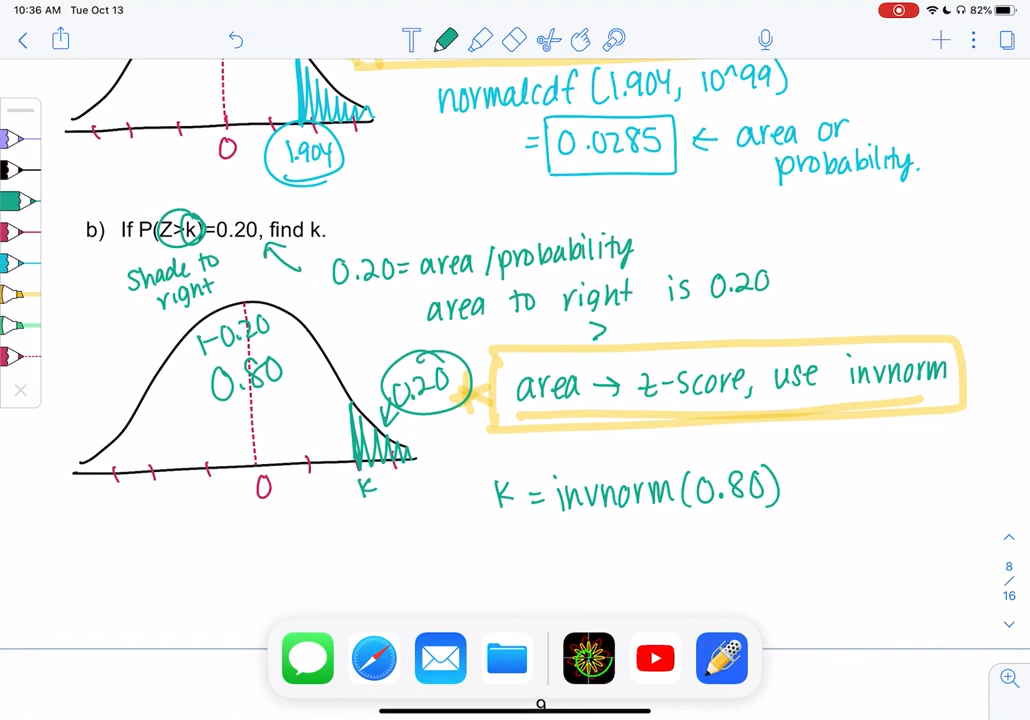 10:36 AM Tue Oct 13
82%
T
normalcdf (1.904, 10^99)
= 0.0285 ← area or
probability.
0
1.904
b) If P(Z>k)=0.20, find k.
Shade to
right
0.20= area /probability
area to right is 0.20
>
1-0.20
0.80
0.20
area → z-score, use invnorm
0
K
K = invnorm(0.80)
8
/
16
9